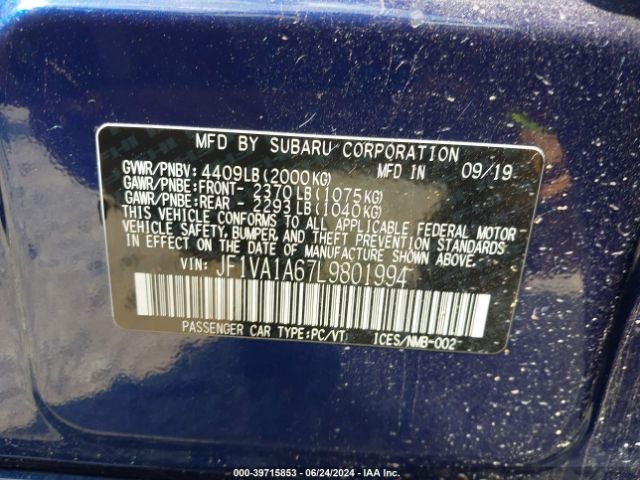 MFD BY SUBARU CORPORATION
GVWR/PNBV: 4409LB(2000KG) MFD IN 09/19
GAWR/PNBE:FRONT- 2370LB(1075KG)
GAWR/PNBE:REAR - 2293LB(1040KG)
THIS VEHICLE CONFORMS TO ALL APPLICABLE FEDERAL MOTOR
VEHICLE SAFETY, BUMPER, AND THEFT PREVENTION STANDARDS
IN EFFECT ON THE DATE OF MANUFACTURE SHOWN ABOVE.
VIN: JF1VA1A67L9801994
PASSENGER CAR TYPE:PC/VT ICES/NMB-002
000-39715853 - 06/24/2024 - IAA Inc.